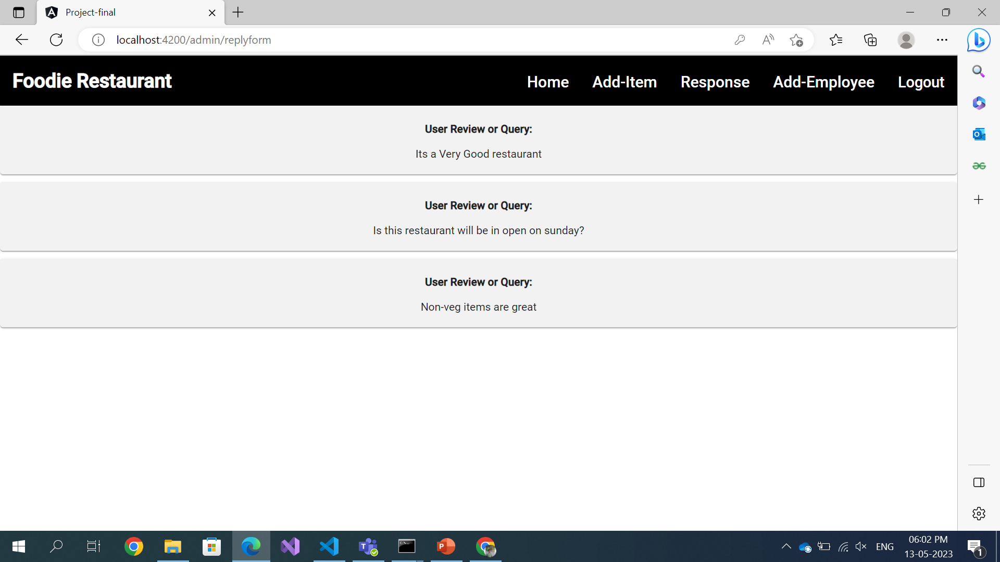 Project-final
localhost:4200/admin/replyform
Foodie Restaurant
Home
Add-Item
Response
Add-Employee
Logout
User Review or Query:
Its a Very Good restaurant
User Review or Query:
Is this restaurant will be in open on sunday?
User Review or Query:
Non-veg items are great
ENG
06:02 PM
13-05-2023
1